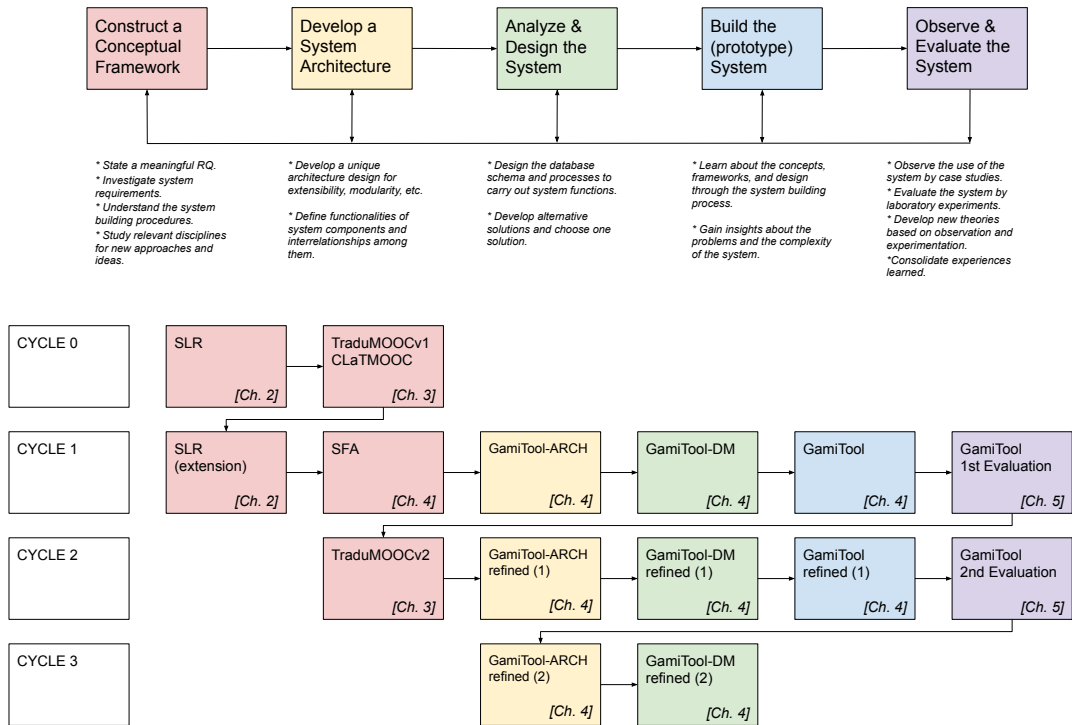 Construct a
Conceptual
Framework
Develop a
System
Architecture
Analyze &
Design the
System
Build the
(prototype)
System
Observe &
Evaluate the
System
* State a meaningful RQ.
* Investigate system
requirements.
* Understand the system
building procedures.
* Study relevant disciplines
for new approaches and
ideas.
* Develop a unique
architecture design for
extensibility, modularity, etc.
* Define functionalities of
system components and
interrelationships among
them.
* Design the database
schema and processes to
carry out system functions.
* Develop alternative
solutions and choose one
solution.
* Learn about the concepts,
frameworks, and design
through the system building
process.
* Gain insights about the
problems and the complexity
of the system.
* Observe the use of the
system by case studies.
* Evaluate the system by
laboratory experiments.
* Develop new theories
based on observation and
experimentation.
*Consolidate experiences
learned.
CYCLE 0
SLR
[Ch. 2]
TraduMOOCv1
CLaTMOOC
[Ch. 3]
CYCLE 1
SLR
(extension)
[Ch. 2]
SFA
[Ch. 4]
GamiTool-ARCH
[Ch. 4]
GamiTool-DM
[Ch. 4]
GamiTool
[Ch. 4]
GamiTool
1st Evaluation
[Ch. 5]
CYCLE 2
TraduMOOCv2
[Ch. 3]
GamiTool-ARCH
refined (1)
[Ch. 4]
GamiTool-DM
refined (1)
[Ch. 4]
GamiTool
refined (1)
[Ch. 4]
GamiTool
2nd Evaluation
[Ch. 5]
CYCLE 3
GamiTool-ARCH
refined (2)
[Ch. 4]
GamiTool-DM
refined (2)
[Ch. 4]